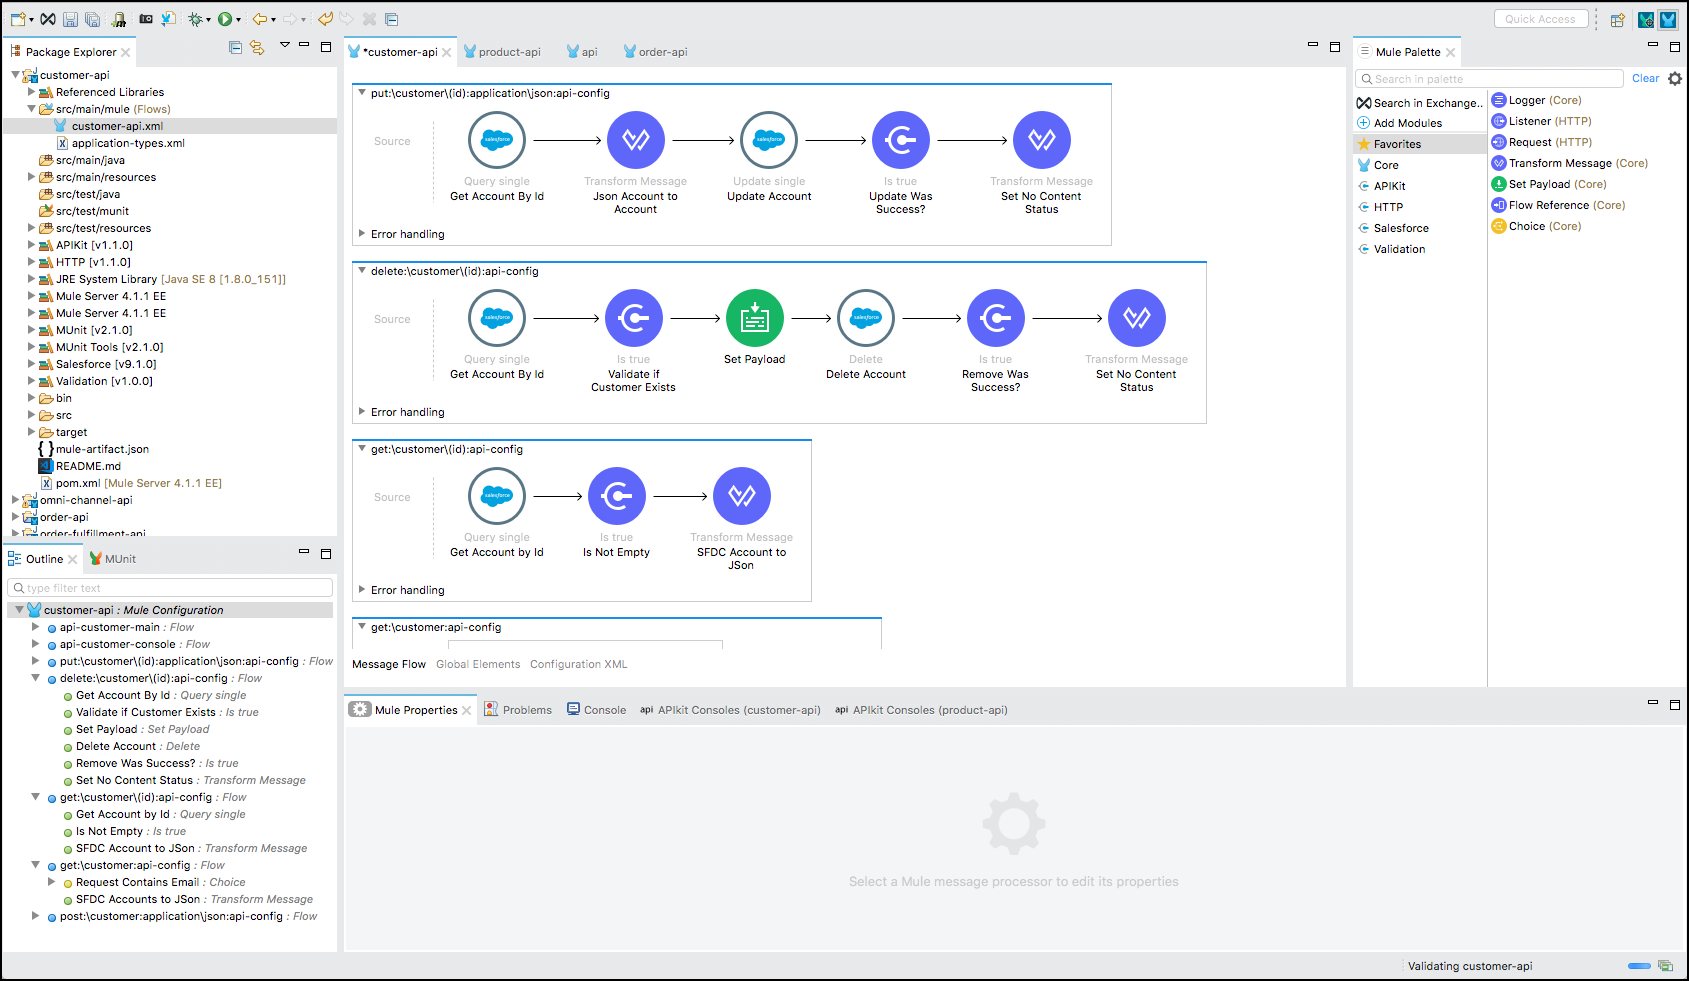 Quick Access
Package Explorer
customer-api
Referenced Libraries
src/main/mule (Flows)
customer-api.xml
application-types.xml
src/main/java
src/main/resources
src/test/java
src/test/munit
src/test/resources
APIKit [v1.1.0]
HTTP [v1.1.0]
JRE System Library [Java SE 8 [1.8.0_151]]
Mule Server 4.1.1 EE
Mule Server 4.1.1 EE
MUnit [v2.1.0]
MUnit Tools [v2.1.0]
Salesforce [v9.1.0]
Validation [v1.0.0]
bin
src
target
mule-artifact.json
README.md
pom.xml [Mule Server 4.1.1 EE]
omni-channel-api
order-api
order-fulfillment-api
Outline
MUnit
type filter text
customer-api : Mule Configuration
api-customer-main : Flow
api-customer-console : Flow
put:\customer\(id):application\json:api-config : Flow
delete:\customer\(id):api-config : Flow
Get Account By Id : Query single
Validate if Customer Exists : Is true
Set Payload : Set Payload
Delete Account : Delete
Remove Was Success? : Is true
Set No Content Status : Transform Message
get:\customer\(id):api-config : Flow
Get Account by Id : Query single
Is Not Empty : Is true
SFDC Account to JSon : Transform Message
get:\customer:api-config : Flow
Request Contains Email : Choice
SFDC Accounts to JSon : Transform Message
post:\customer:application\json:api-config : Flow
*customer-api
product-api
api
order-api
put:\customer\(id):application\json:api-config
Source
salesforce
salesforce
Query single
Transform Message
Update single
Is true
Transform Message
Get Account By Id
Json Account to Account
Update Account
Update Was Success?
Set No Content Status
Error handling
delete:\customer\(id):api-config
Source
salesforce
salesforce
Query single
Is true
Delete
Is true
Transform Message
Get Account By Id
Validate if Customer Exists
Set Payload
Delete Account
Remove Was Success?
Set No Content Status
Error handling
get:\customer\(id):api-config
Source
salesforce
Query single
Is true
Transform Message
Get Account by Id
Is Not Empty
SFDC Account to JSon
Error handling
get:\customer:api-config
Message Flow
Global Elements
Configuration XML
Mule Palette
Search in palette
Clear
Search in Exchange..
Add Modules
Favorites
Core
APIKit
HTTP
Salesforce
Validation
Logger (Core)
Listener (HTTP)
Request (HTTP)
Transform Message (Core)
Set Payload (Core)
Flow Reference (Core)
Choice (Core)
Mule Properties
Problems
Console
api APIkit Consoles (customer-api)
api APIkit Consoles (product-api)
Select a Mule message processor to edit its properties
Validating customer-api